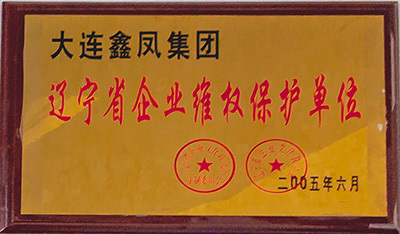 大连鑫凤集团
辽宁省企业维权保护单位
二00五年六月